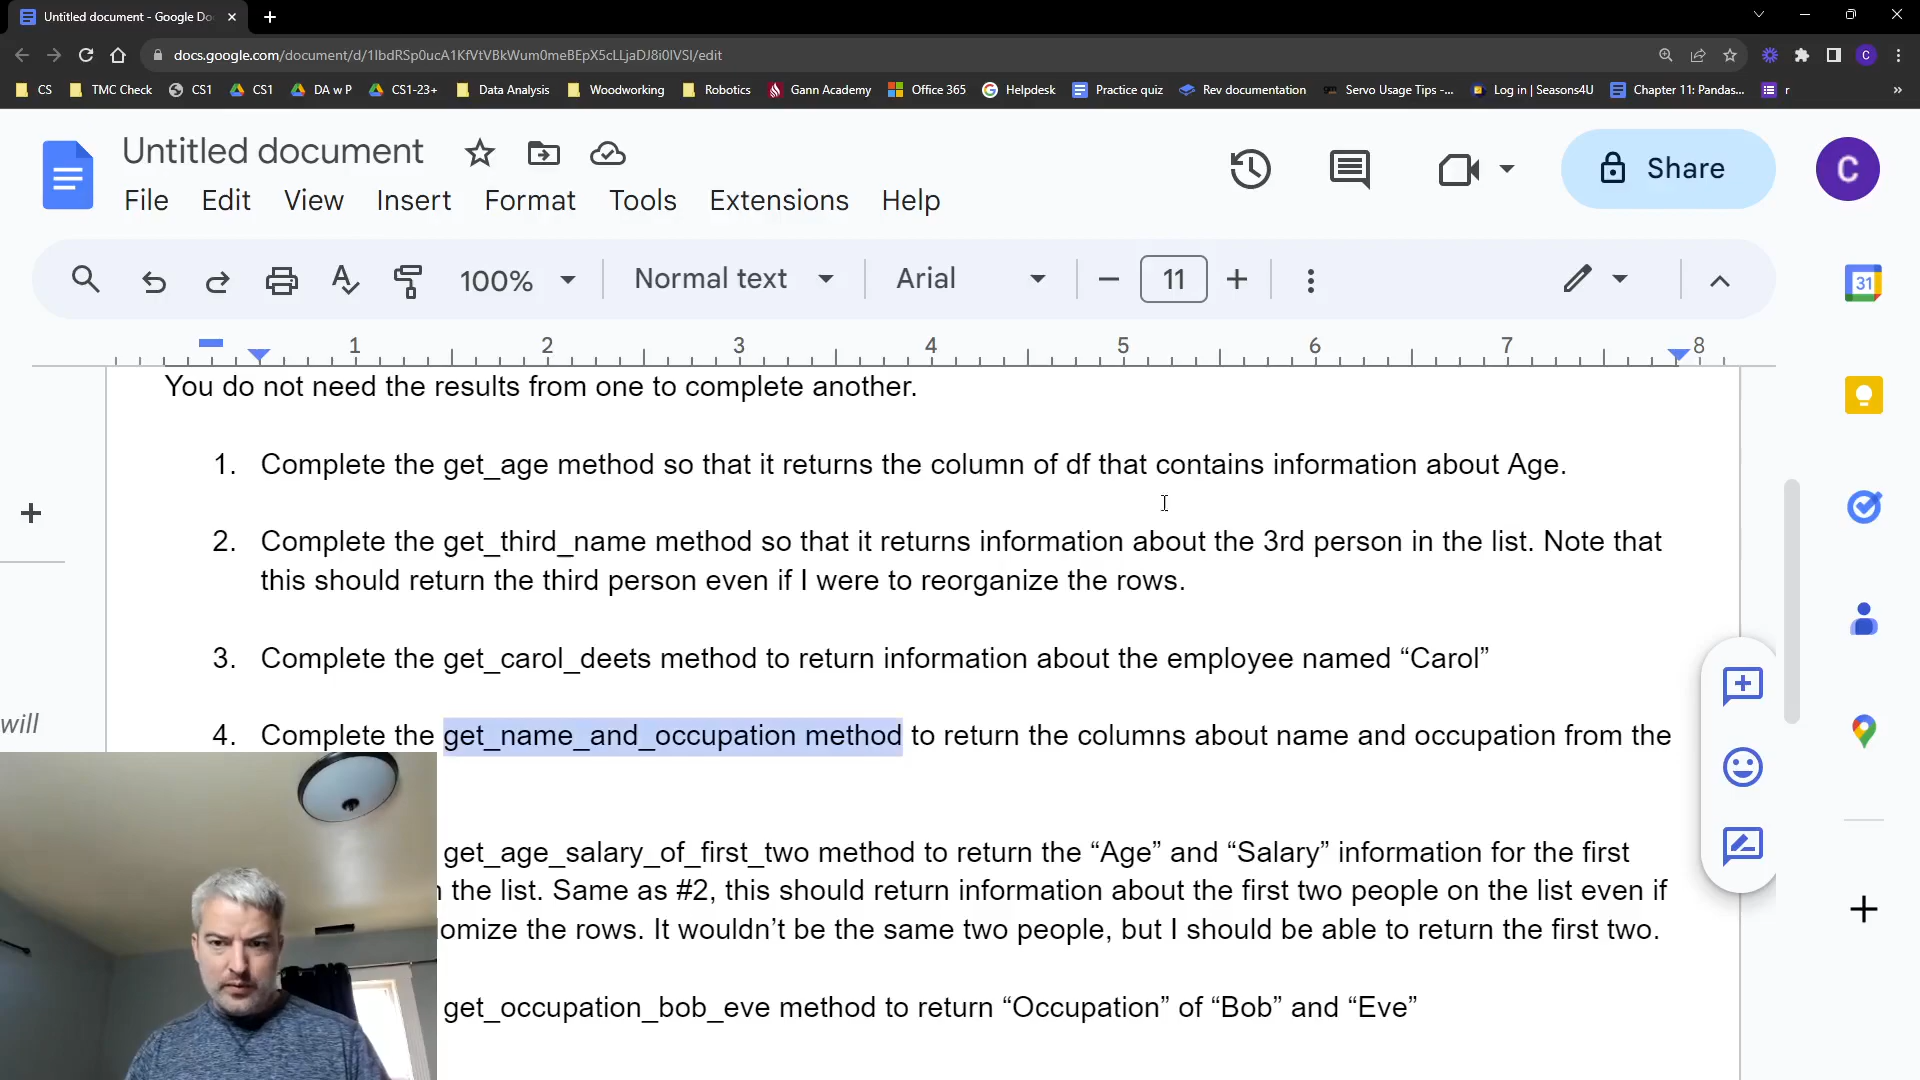 Untitled document - Google Do
docs.google.com/document/d/1lbdRSp0ucA1KfVtVBkWum0meBEpX5cLLjaDJ8i0lVSI/edit
CS
TMC Check
CS1
CS1
DA w P
CS1-23+
Data Analysis
Woodworking
Robotics
Gann Academy
Office 365
Helpdesk
Practice quiz
Rev documentation
Servo Usage Tips -...
Log in | Seasons4U
Chapter 11: Pandas...
r
»
C
Untitled document
File Edit View Insert Format Tools Extensions Help
Share
C
100%
Normal text
Arial
11
31
1 2 3 4 5 6 7 8
You do not need the results from one to complete another.
1. Complete the get_age method so that it returns the column of df that contains information about Age.
2. Complete the get_third_name method so that it returns information about the 3rd person in the list. Note that
this should return the third person even if I were to reorganize the rows.
3. Complete the get_carol_deets method to return information about the employee named “Carol”
will
4. Complete the get_name_and_occupation method to return the columns about name and occupation from the
get_age_salary_of_first_two method to return the “Age” and “Salary” information for the first
the list. Same as #2, this should return information about the first two people on the list even if
omize the rows. It wouldn’t be the same two people, but I should be able to return the first two.
get_occupation_bob_eve method to return “Occupation” of “Bob” and “Eve”